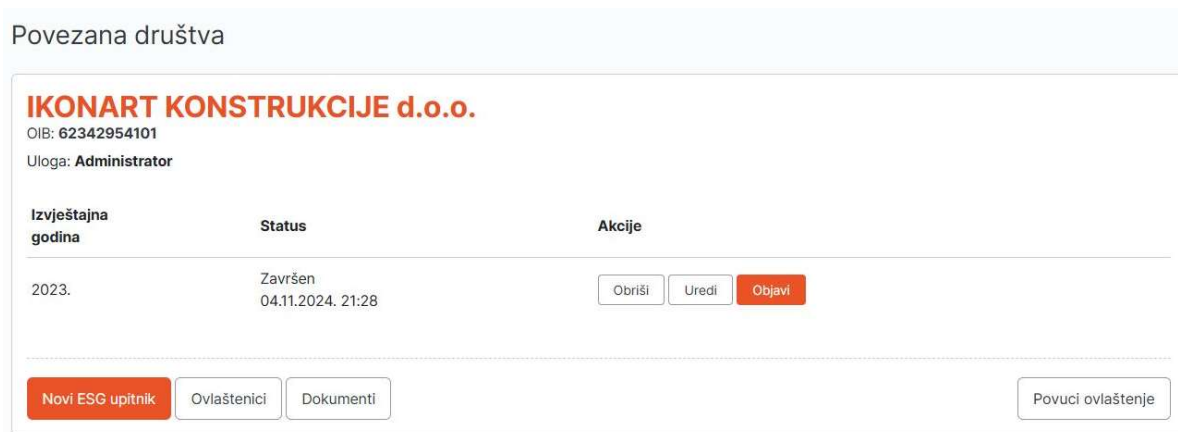 Povezana društva
IKONART KONSTRUKCIJE d.o.o.
OIB: 62342954101
Uloga: Administrator
Izvještajna
godina
Status
Akcije
2023.
Završen
04.11.2024. 21:28
Obriši
Uredi
Objavi
Novi ESG upitnik
Ovlaštenici
Dokumenti
Povuci ovlaštenje